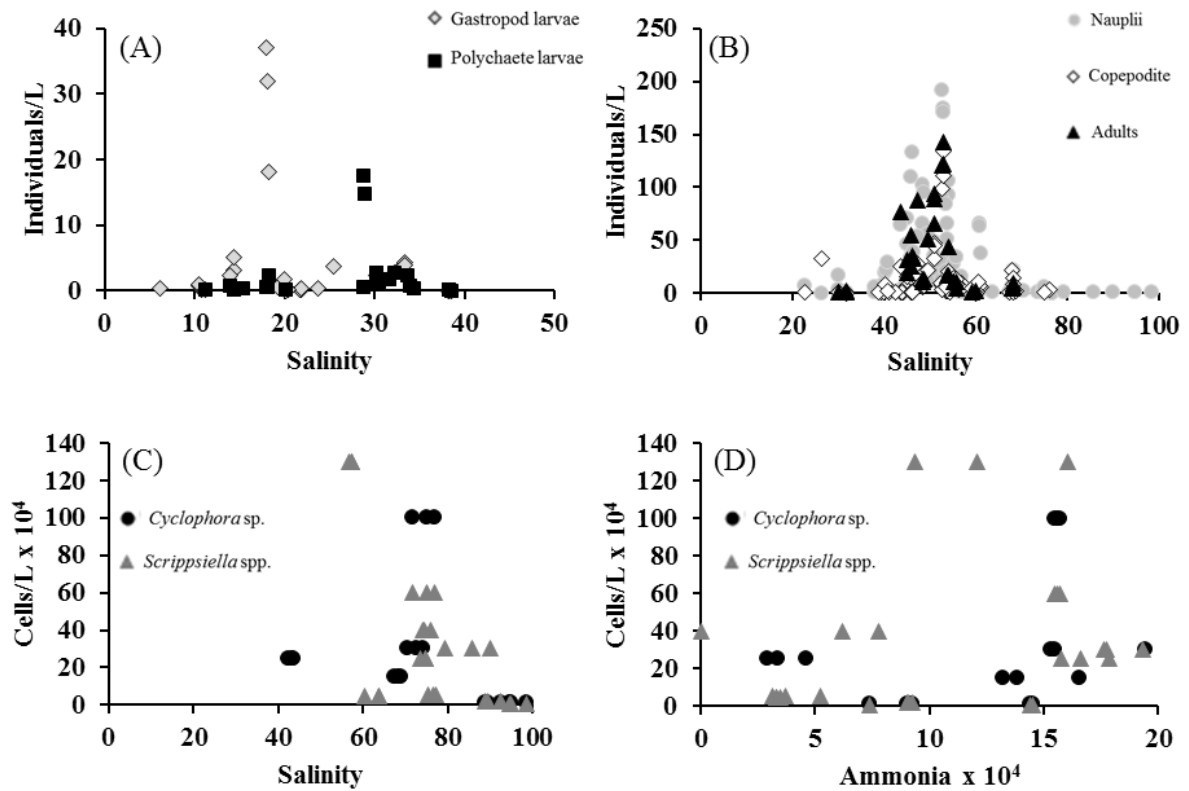 (A)
Gastropod larvae
Polychaete larvae
Individuals/L
40
30
20
10
0
0 10 20 30 40 50
Salinity
(B)
Nauplii
Copepodite
Adults
Individuals/L
250
200
150
100
50
0
0 20 40 60 80 100
Salinity
(C)
Cyclophora sp.
Scrippsiella spp.
Cells/L x 10⁴
140
120
100
80
60
40
20
0
0 20 40 60 80 100
Salinity
(D)
Cyclophora sp.
Scrippsiella spp.
Cells/L x 10⁴
140
120
100
80
60
40
20
0
0 5 10 15 20
Ammonia x 10⁴